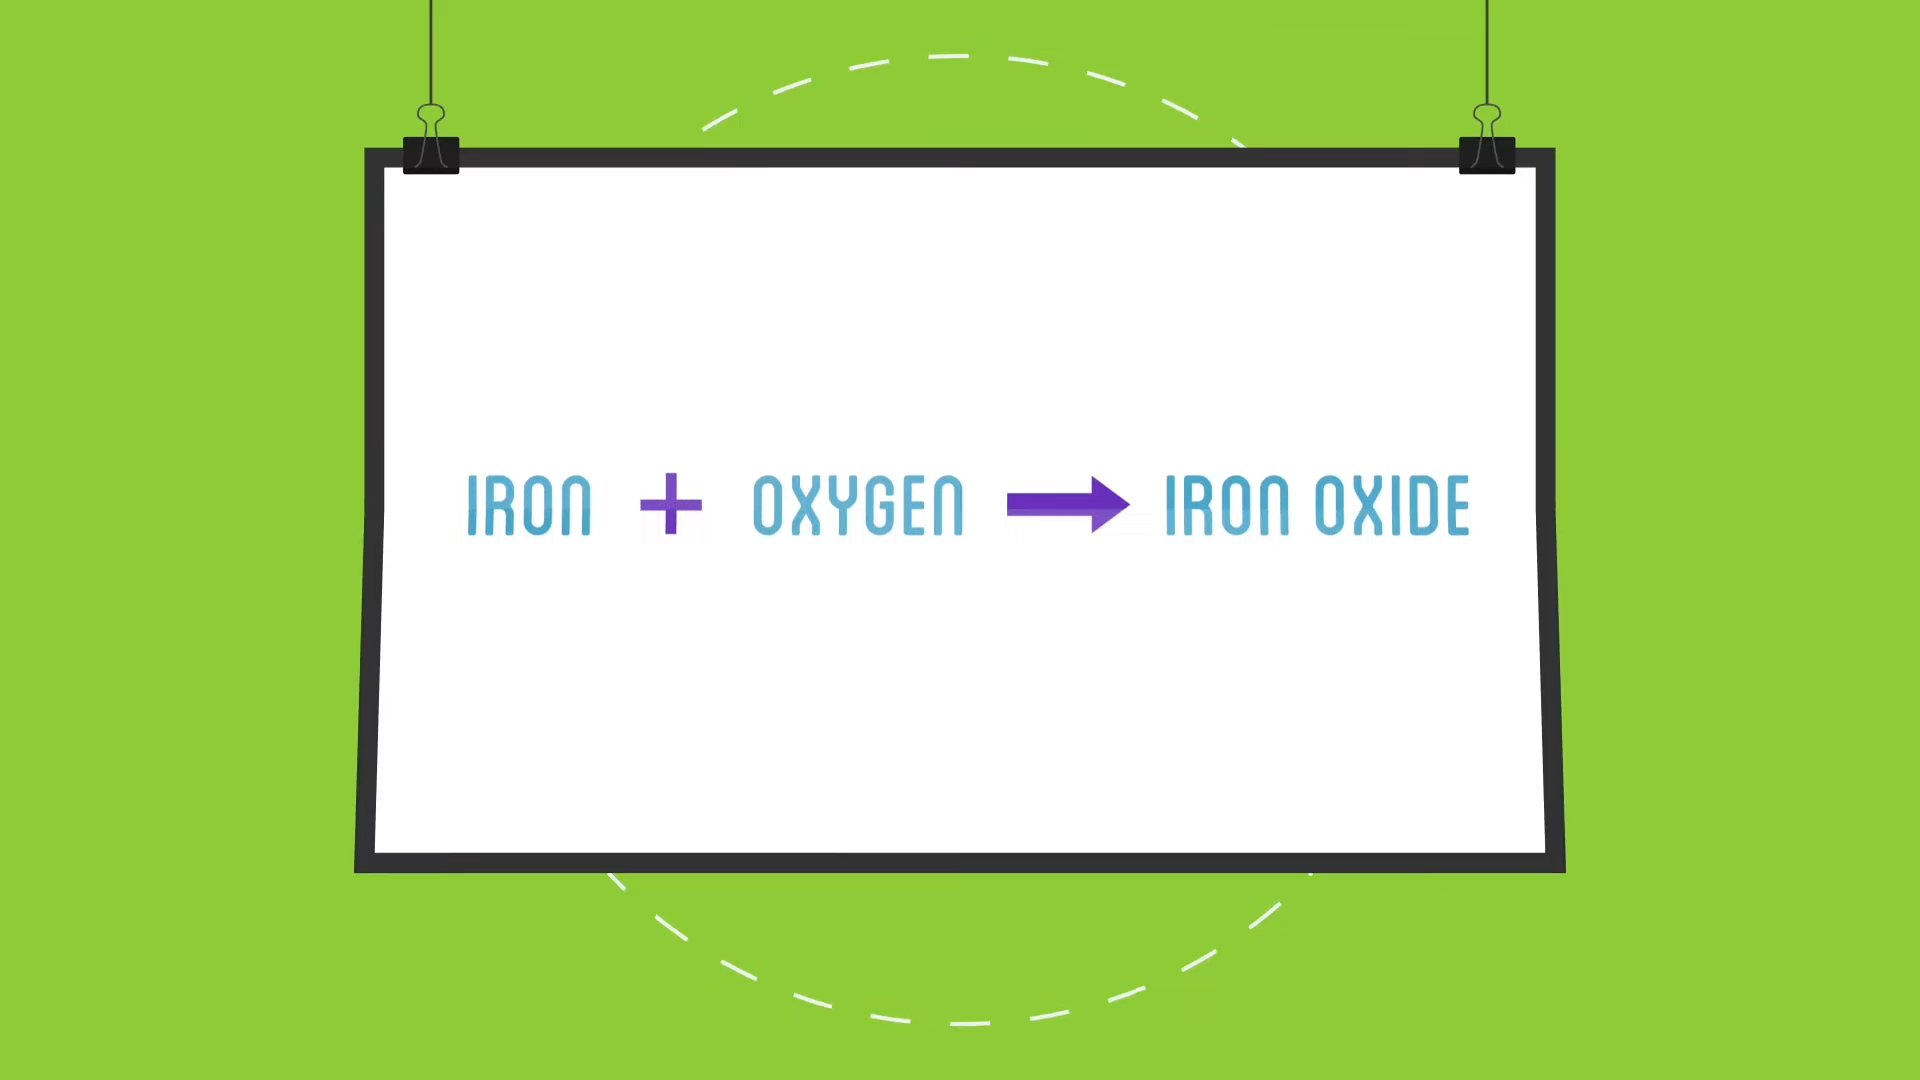 IRON + OXYGEN → IRON OXIDE